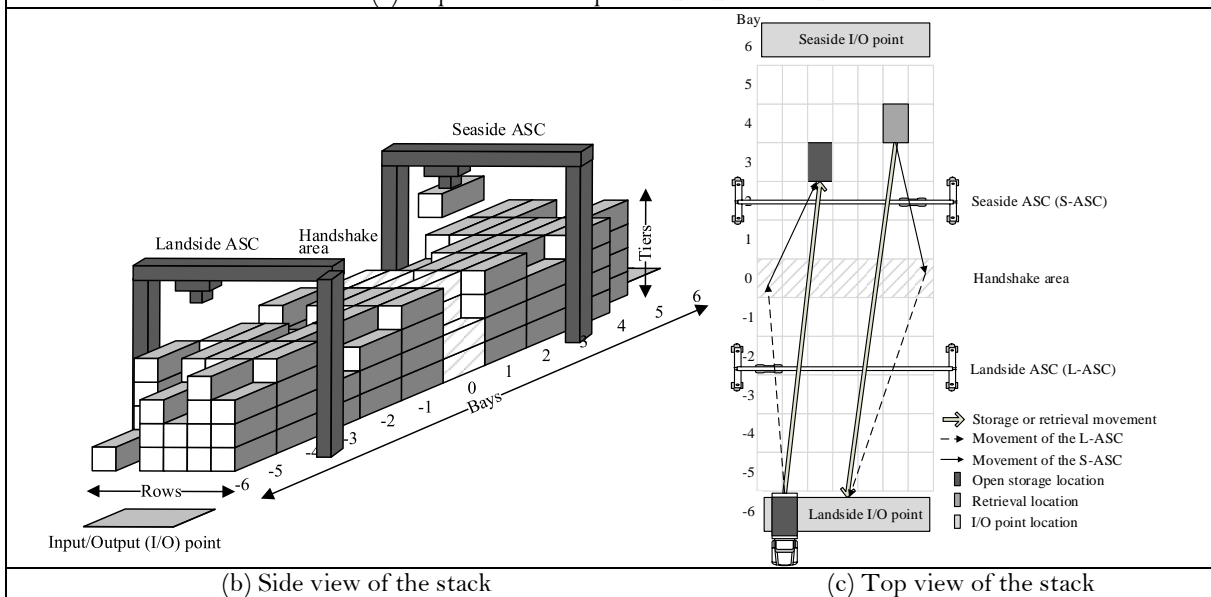 Seaside ASC
Landside ASC
Handshake
area
Tiers
6
5
4
3
2
1
0
-1
-2
-3
-4
-5
-6
Bays
Rows
Input/Output (I/O) point
(b) Side view of the stack
Bay
6
Seaside I/O point
5
4
3
2
Seaside ASC (S-ASC)
1
0
Handshake area
-1
-2
Landside ASC (L-ASC)
-3
-4
-5
-6
Landside I/O point
Storage or retrieval movement
Movement of the L-ASC
Movement of the S-ASC
Open storage location
Retrieval location
I/O point location
(c) Top view of the stack